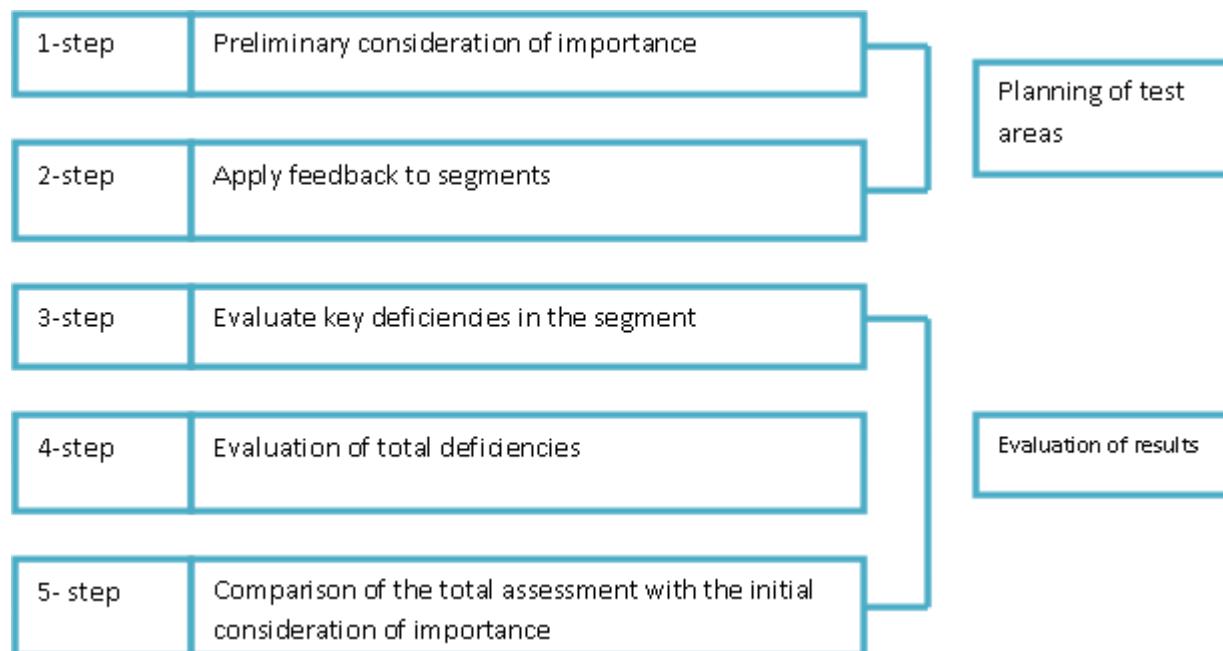 1-step
Preliminary consideration of importance
Planning of test
areas
2-step
Apply feedback to segments
3-step
Evaluate key deficiencies in the segment
4-step
Evaluation of total deficiencies
Evaluation of results
5- step
Comparison of the total assessment with the initial
consideration of importance